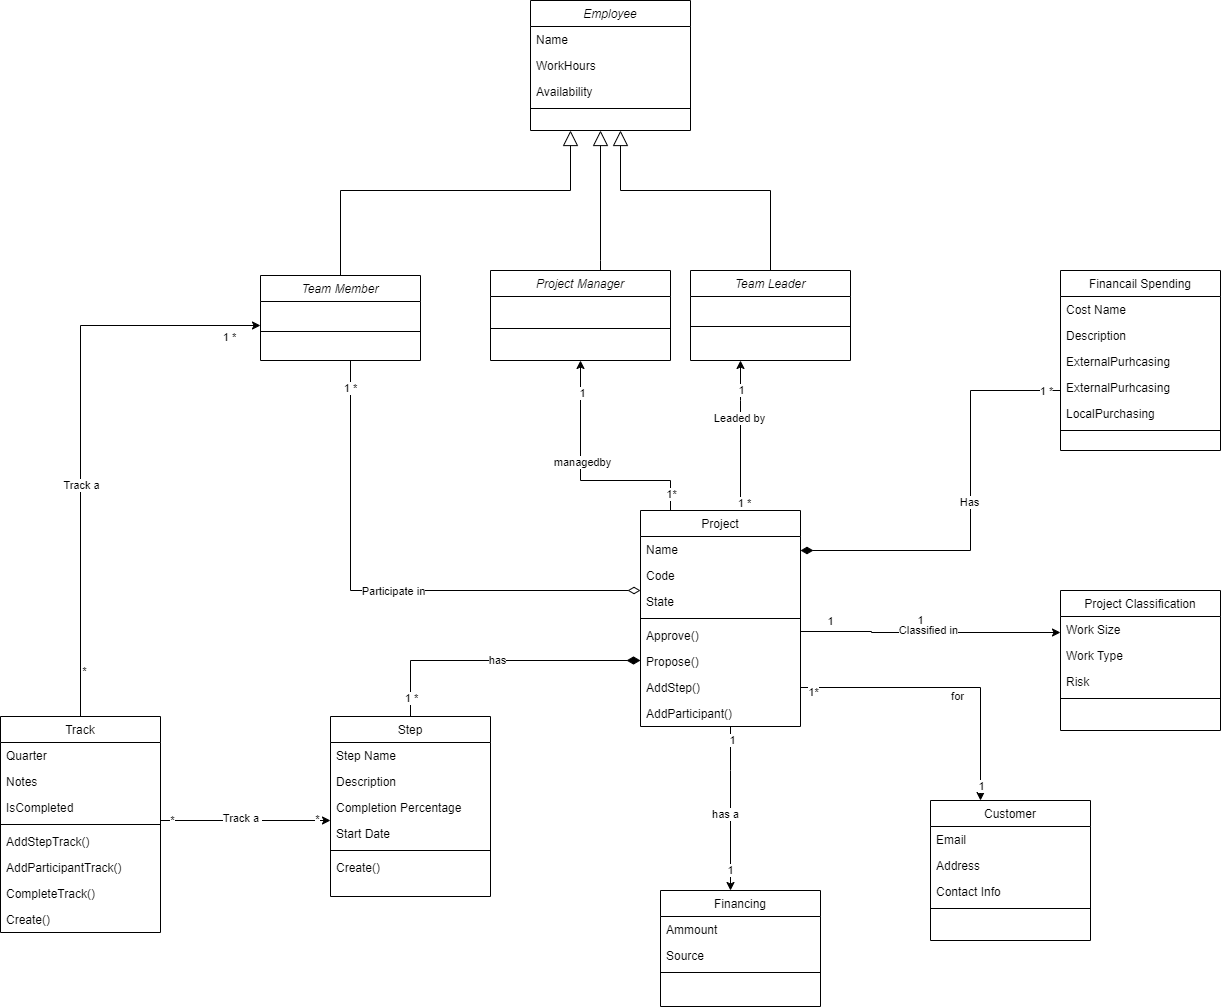 Employee
Name
WorkHours
Availability
Team Member
Project Manager
Team Leader
Financail Spending
Cost Name
Description
ExternalPurhcasing
ExternalPurhcasing
LocalPurchasing
1 *
1 *
1
1
1 *
Leaded by
managedby
Track a
1*
1 *
Has
Project
Name
Code
State
Approve()
Propose()
AddStep()
AddParticipant()
Participate in
Project Classification
Work Size
Work Type
Risk
1
1
Classified in
has
*
1 *
1*
for
Track
Quarter
Notes
IsCompleted
AddStepTrack()
AddParticipantTrack()
CompleteTrack()
Create()
Step
Step Name
Description
Completion Percentage
Start Date
Create()
*
Track a
*
1
has a
1
1
Customer
Email
Address
Contact Info
Financing
Ammount
Source